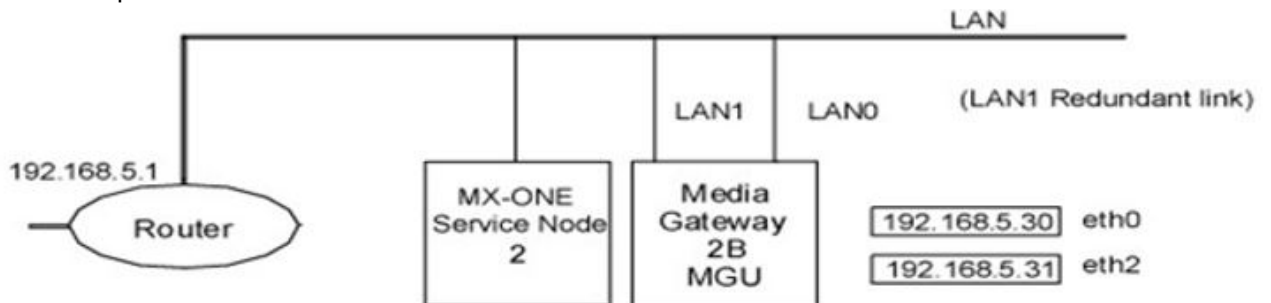 LAN
LAN1
LAN0
(LAN1 Redundant link)
192.168.5.1
Router
MX-ONE
Service Node
2
Media
Gateway
2B
MGU
192.168.5.30 eth0
192.168.5.31 eth2